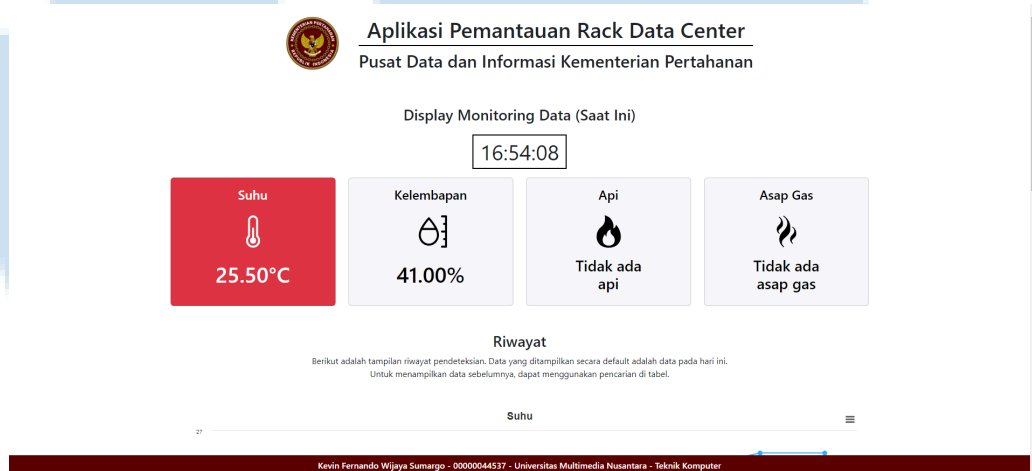 Aplikasi Pemantauan Rack Data Center
Pusat Data dan Informasi Kementerian Pertahanan
Display Monitoring Data (Saat Ini)
16:54:08
Suhu
25.50°C
Kelembapan
41.00%
Api
Tidak ada
api
Asap Gas
Tidak ada
asap gas
Riwayat
Berikut adalah tampilan riwayat pendeteksian. Data yang ditampilkan secara default adalah data pada hari ini.
Untuk menampilkan data sebelumnya, dapat menggunakan pencarian di tabel.
Suhu
27
Kevin Fernando Wijaya Sumargo - 00000044537 - Universitas Multimedia Nusantara - Teknik Komputer